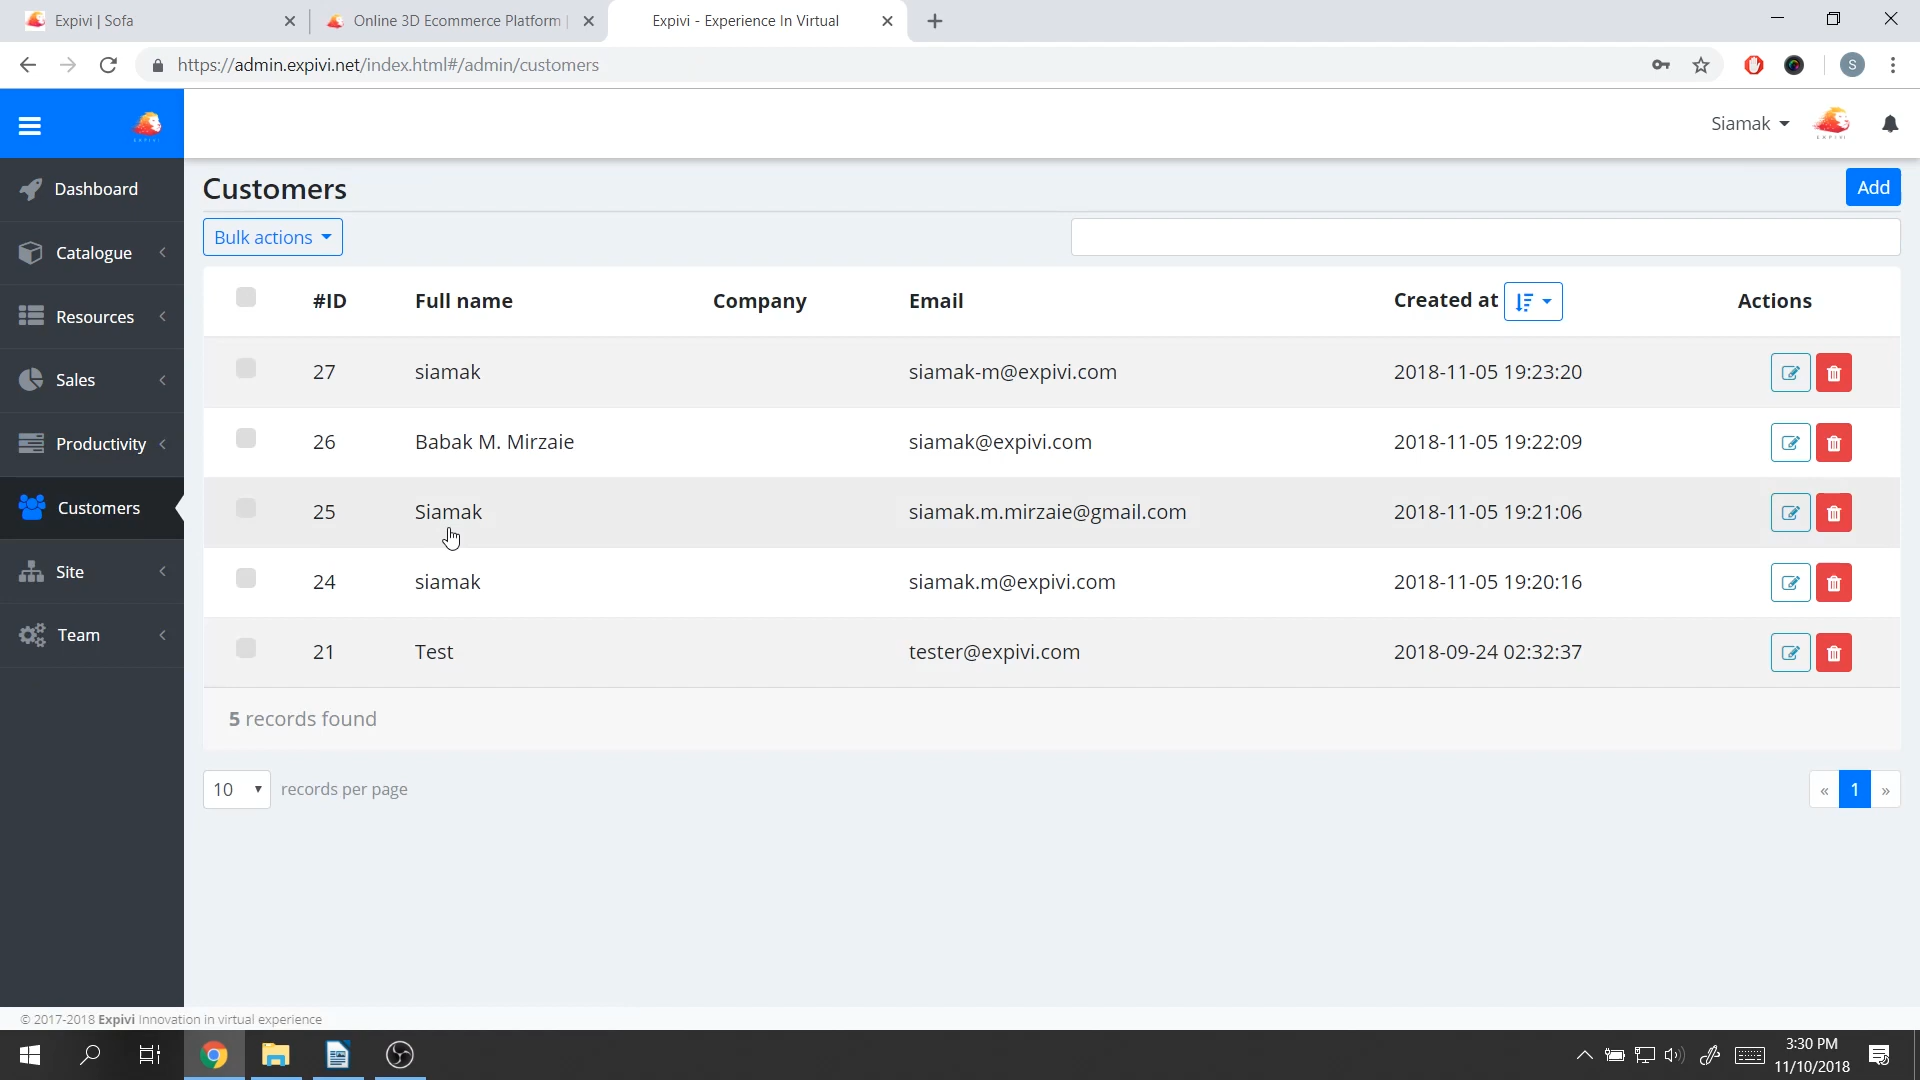 Expivi | Sofa
Online 3D Ecommerce Platform |
Expivi - Experience In Virtual
https://admin.expivi.net/index.html#/admin/customers
S
EXPIVI
Siamak
EXPIVI
Dashboard
Catalogue
Resources
Sales
Productivity
Customers
Site
Team
Customers
Add
Bulk actions
#ID Full name Company Email Created at Actions
27 siamak siamak-m@expivi.com 2018-11-05 19:23:20
26 Babak M. Mirzaie siamak@expivi.com 2018-11-05 19:22:09
25 Siamak siamak.m.mirzaie@gmail.com 2018-11-05 19:21:06
24 siamak siamak.m@expivi.com 2018-11-05 19:20:16
21 Test tester@expivi.com 2018-09-24 02:32:37
5 records found
10 records per page
« 1 »
© 2017-2018 Expivi Innovation in virtual experience
3:30 PM
11/10/2018